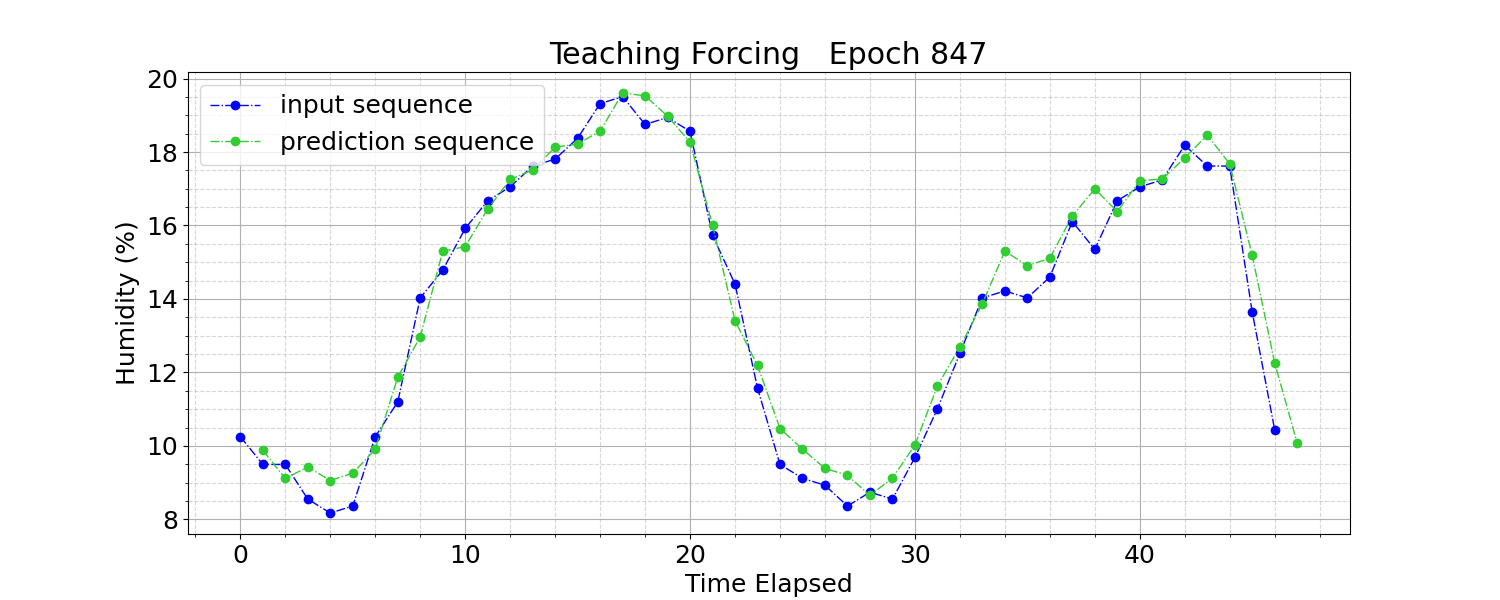 Teaching Forcing   Epoch 847
input sequence
prediction sequence
Humidity (%)
20
18
16
14
12
10
8
0 10 20 30 40
Time Elapsed